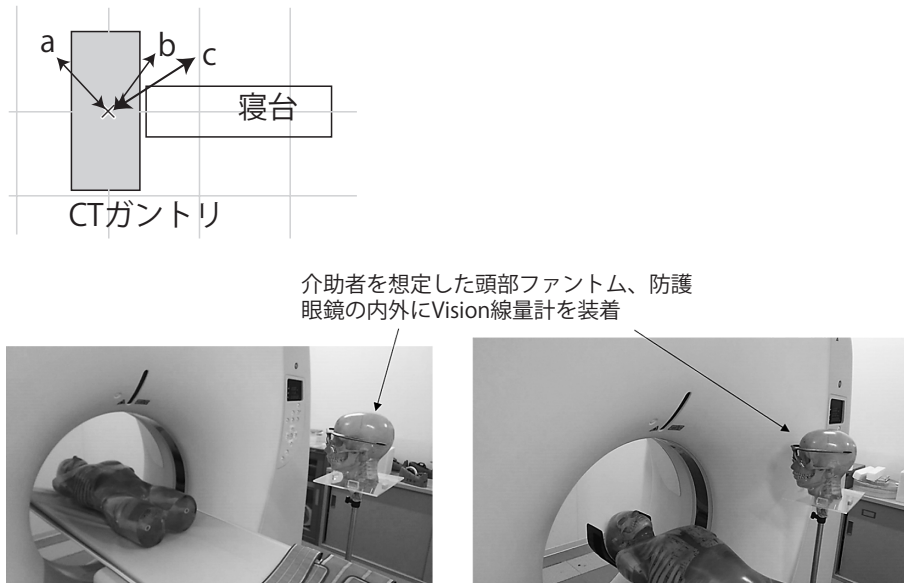 a
b
c
寝台
CTガントリ
介助者を想定した頭部ファントム、防護
眼鏡の内外にVision線量計を装着